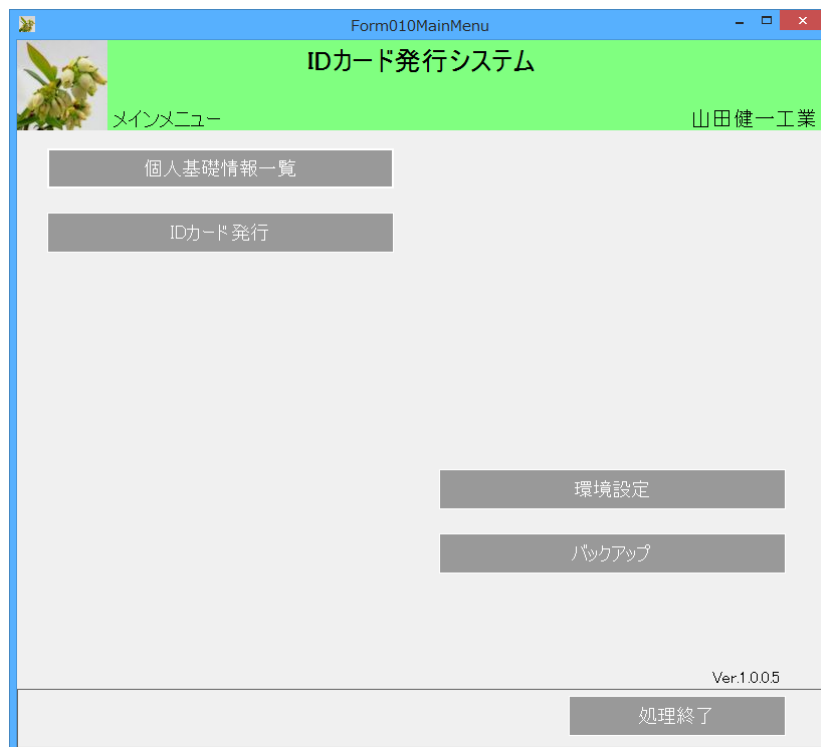 Form010MainMenu
IDカード発行システム
メインメニュー
山田健一工業
個人基礎情報一覧
IDカード発行
環境設定
バックアップ
Ver.1.0.0.5
処理終了